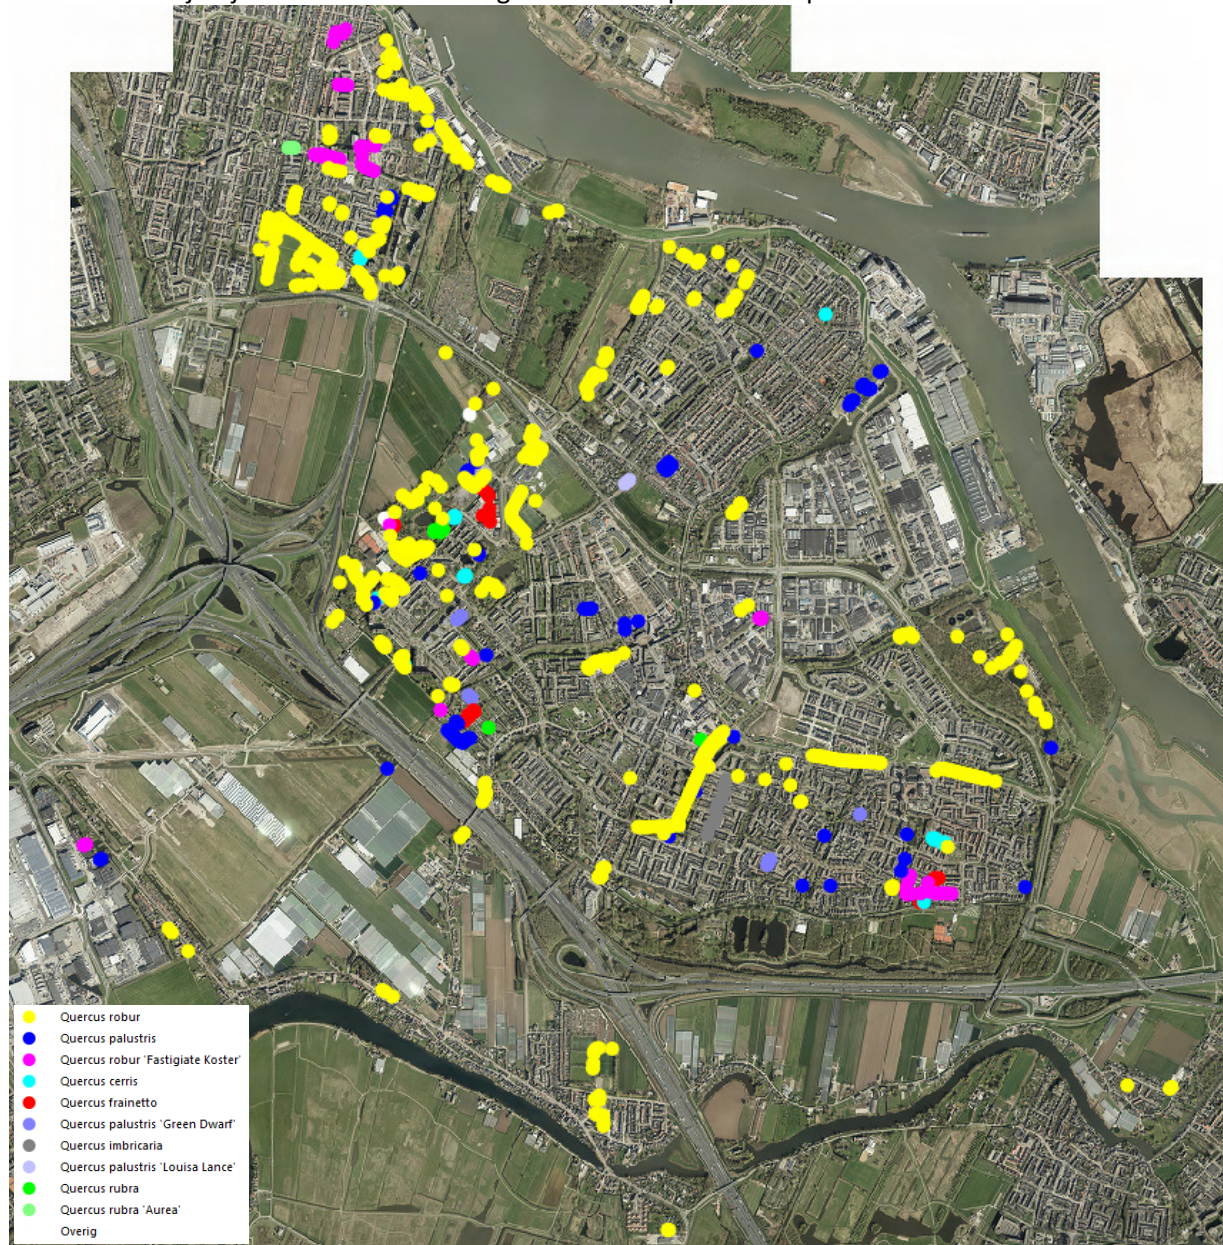 Quercus robur
Quercus palustris
Quercus robur 'Fastigiate Koster'
Quercus cerris
Quercus frainetto
Quercus palustris 'Green Dwarf'
Quercus imbricaria
Quercus palustris 'Louisa Lance'
Quercus rubra
Quercus rubra 'Aurea'
Overig